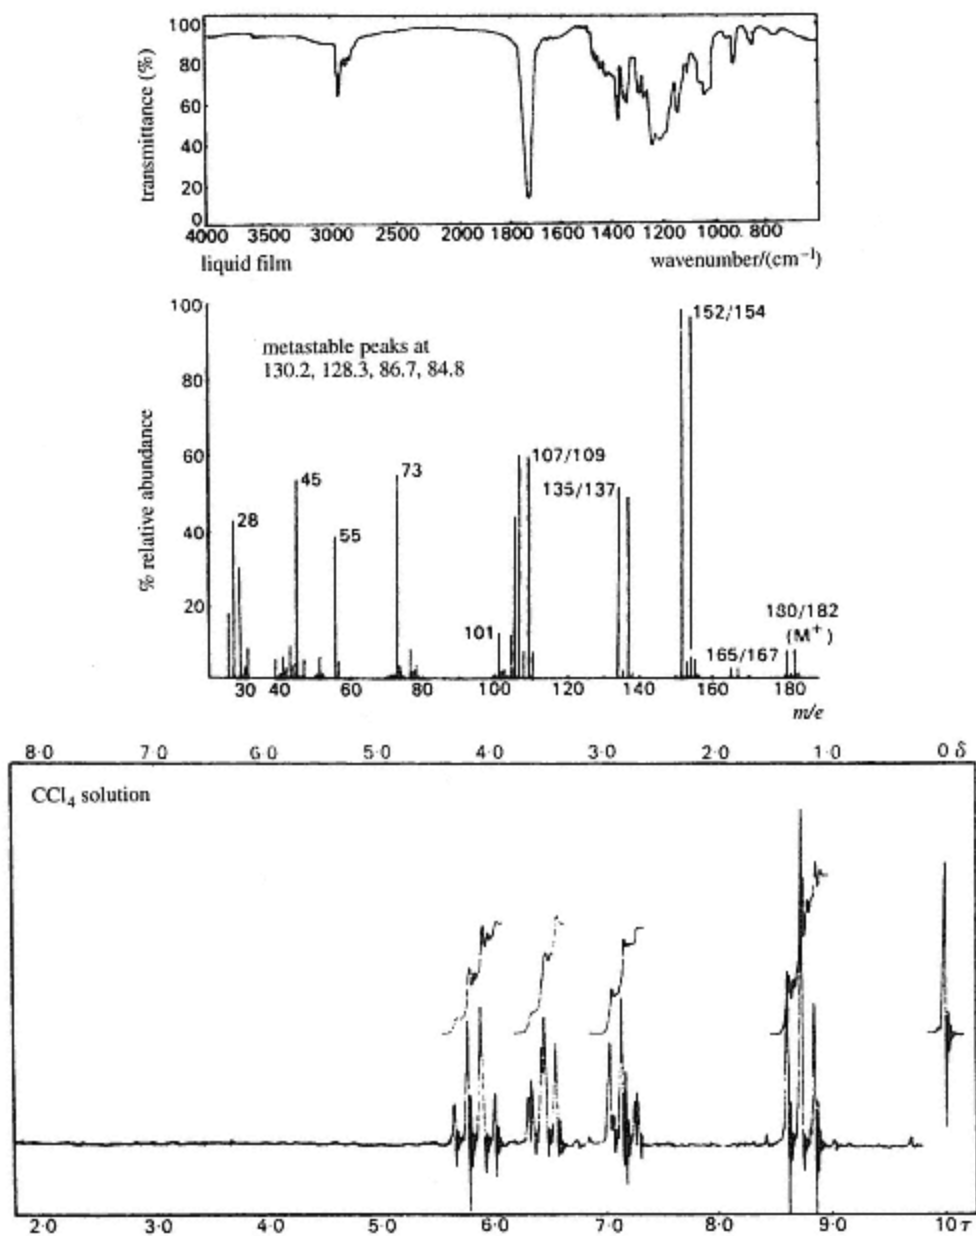 transmittance (%)
100
80
60
40
20
0
4000 3500 3000 2500 2000 1800 1600 1400 1200 1000. 800
liquid film
wavenumber/(cm⁻¹)
% relative abundance
100
80
60
40
20
metastable peaks at
130.2, 128.3, 86.7, 84.8
152/154
107/109
45
73
135/137
28
55
101
180/182
(M⁺)
165/167
30 40 60 80 100 120 140 160 180
m/e
8·0 7·0 6·0 5·0 4·0 3·0 2·0 1·0 0 δ
CCl₄ solution
2·0 3·0 4·0 5·0 6·0 7·0 8·0 9·0 10 τ